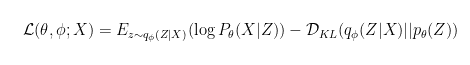 ℒ(θ, ϕ; X) = E_{z∼q_ϕ(Z|X)}(log P_θ(X|Z)) − 𝒟_{KL}(q_ϕ(Z|X)||p_θ(Z))